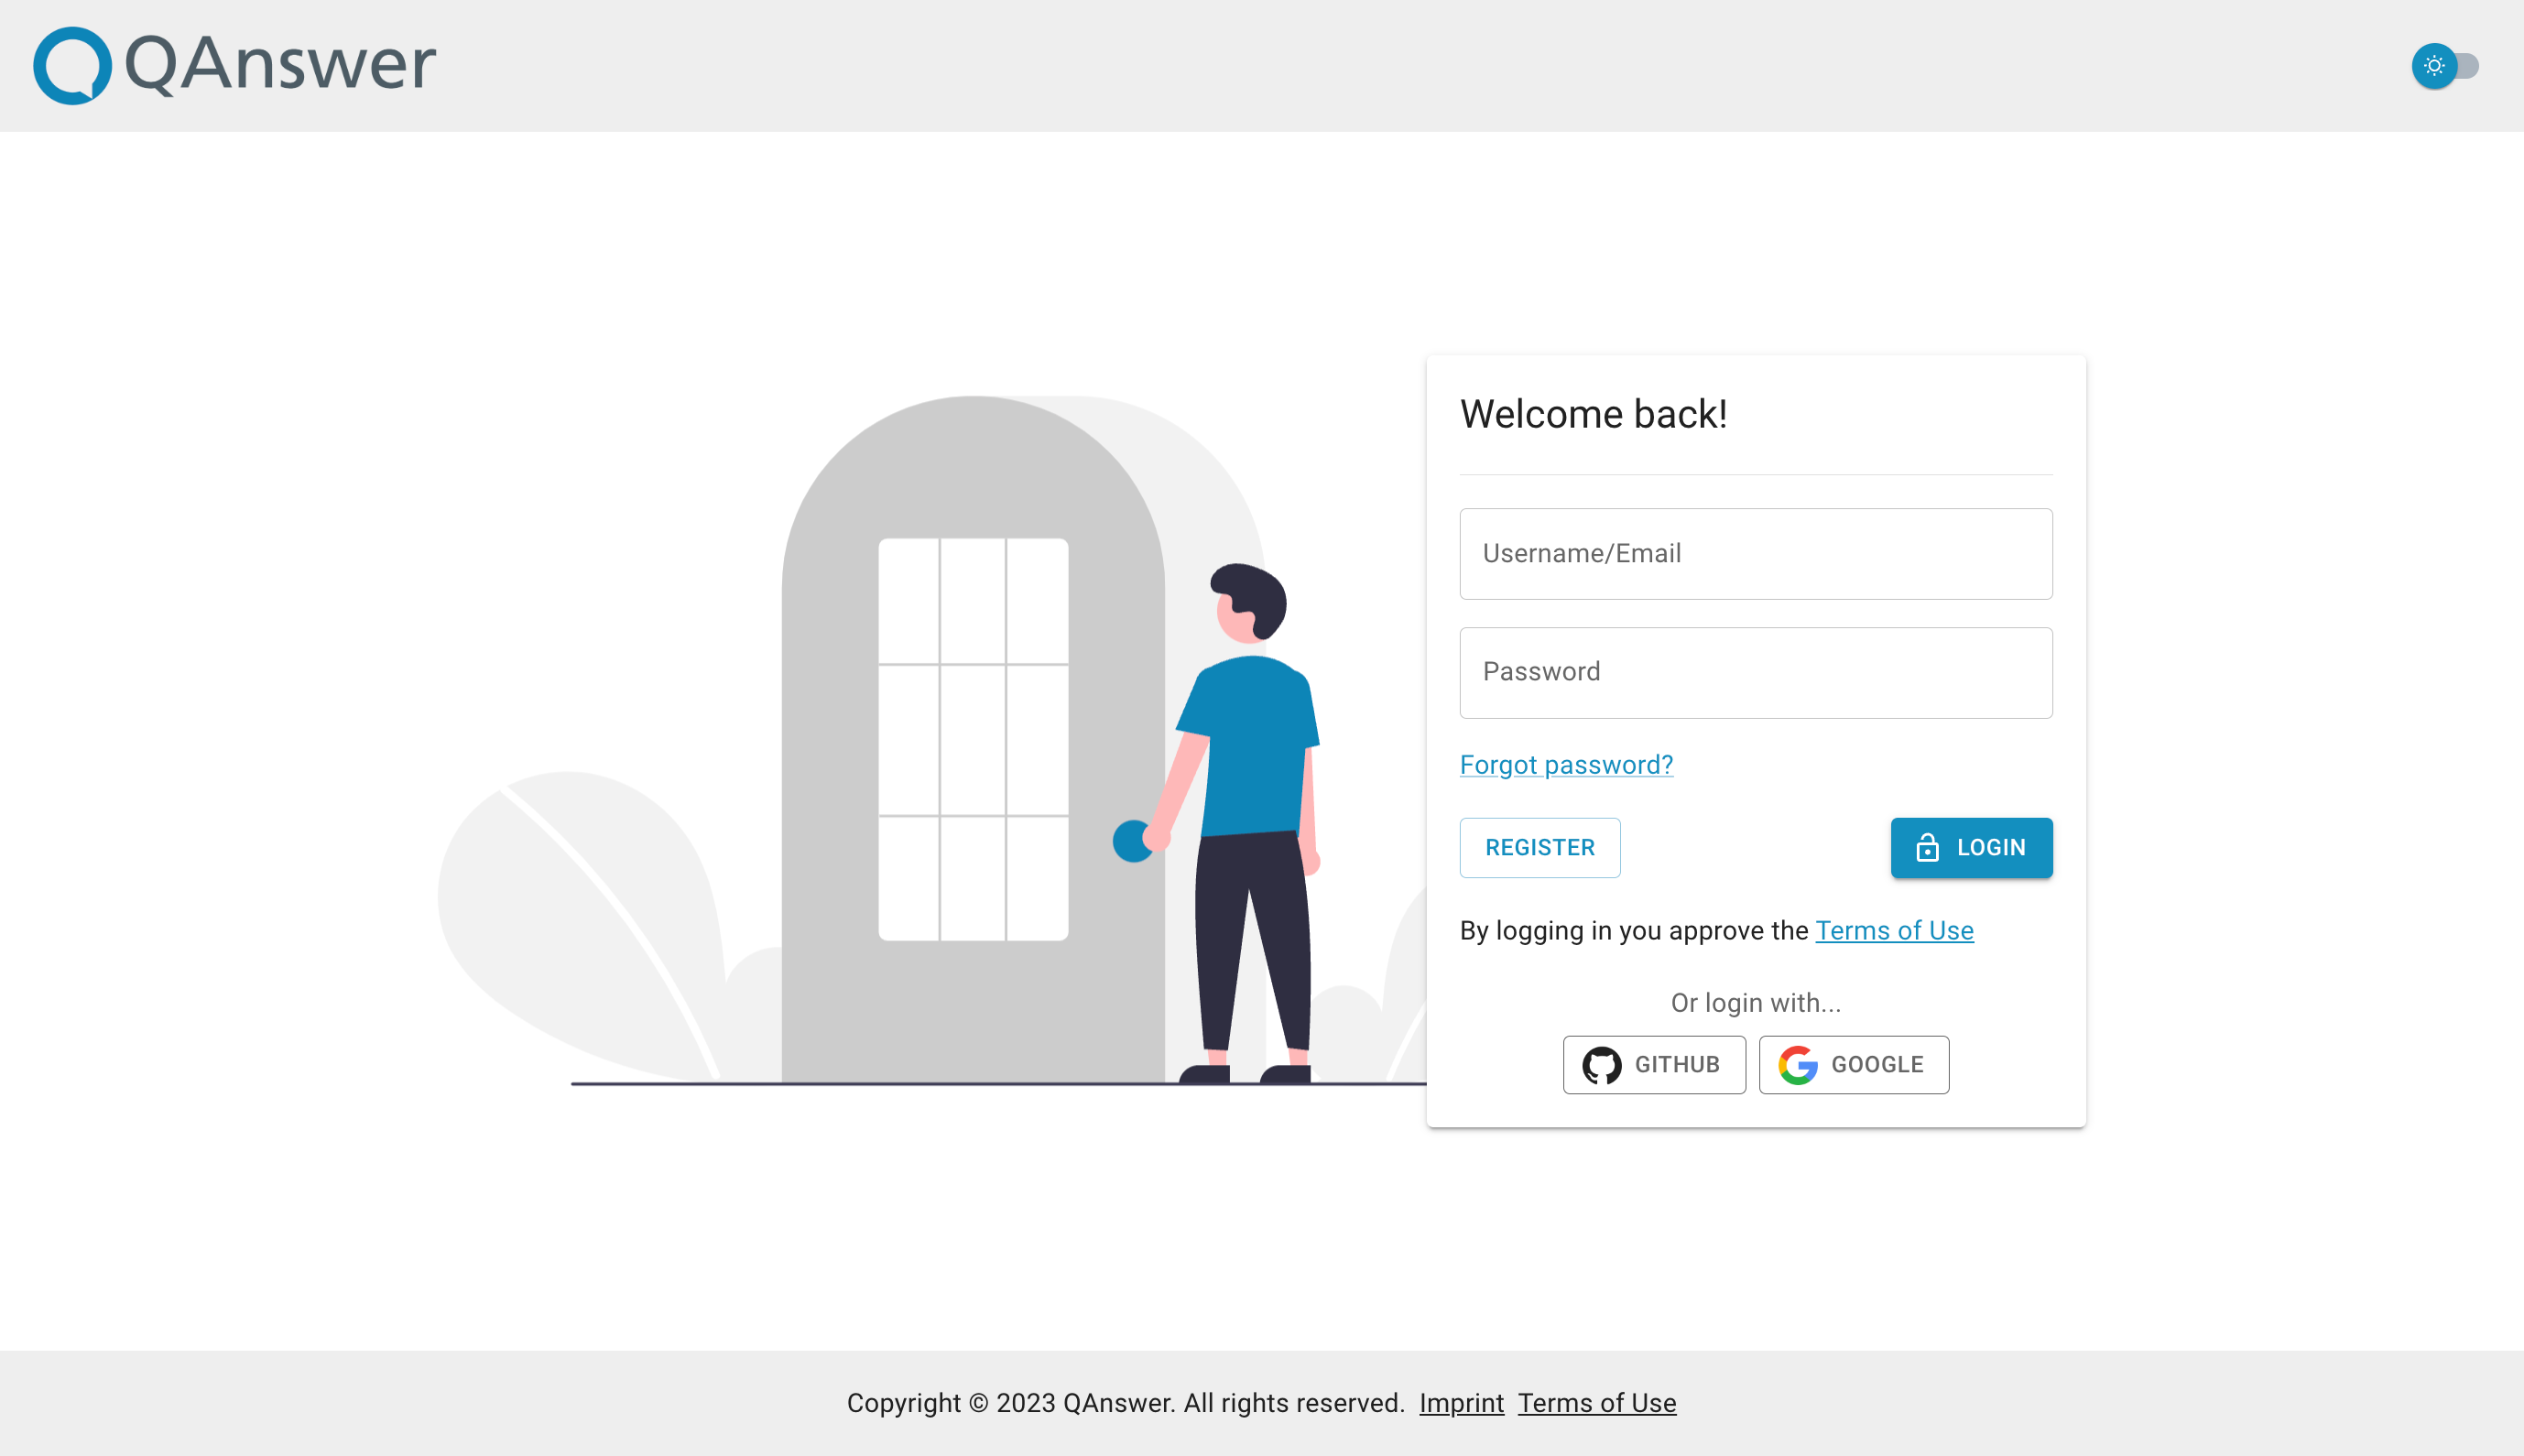 QAnswer
Welcome back!
Username/Email
Password
Forgot password?
REGISTER
LOGIN
By logging in you approve the Terms of Use
Or login with...
GITHUB
GOOGLE
Copyright © 2023 QAnswer. All rights reserved. Imprint Terms of Use